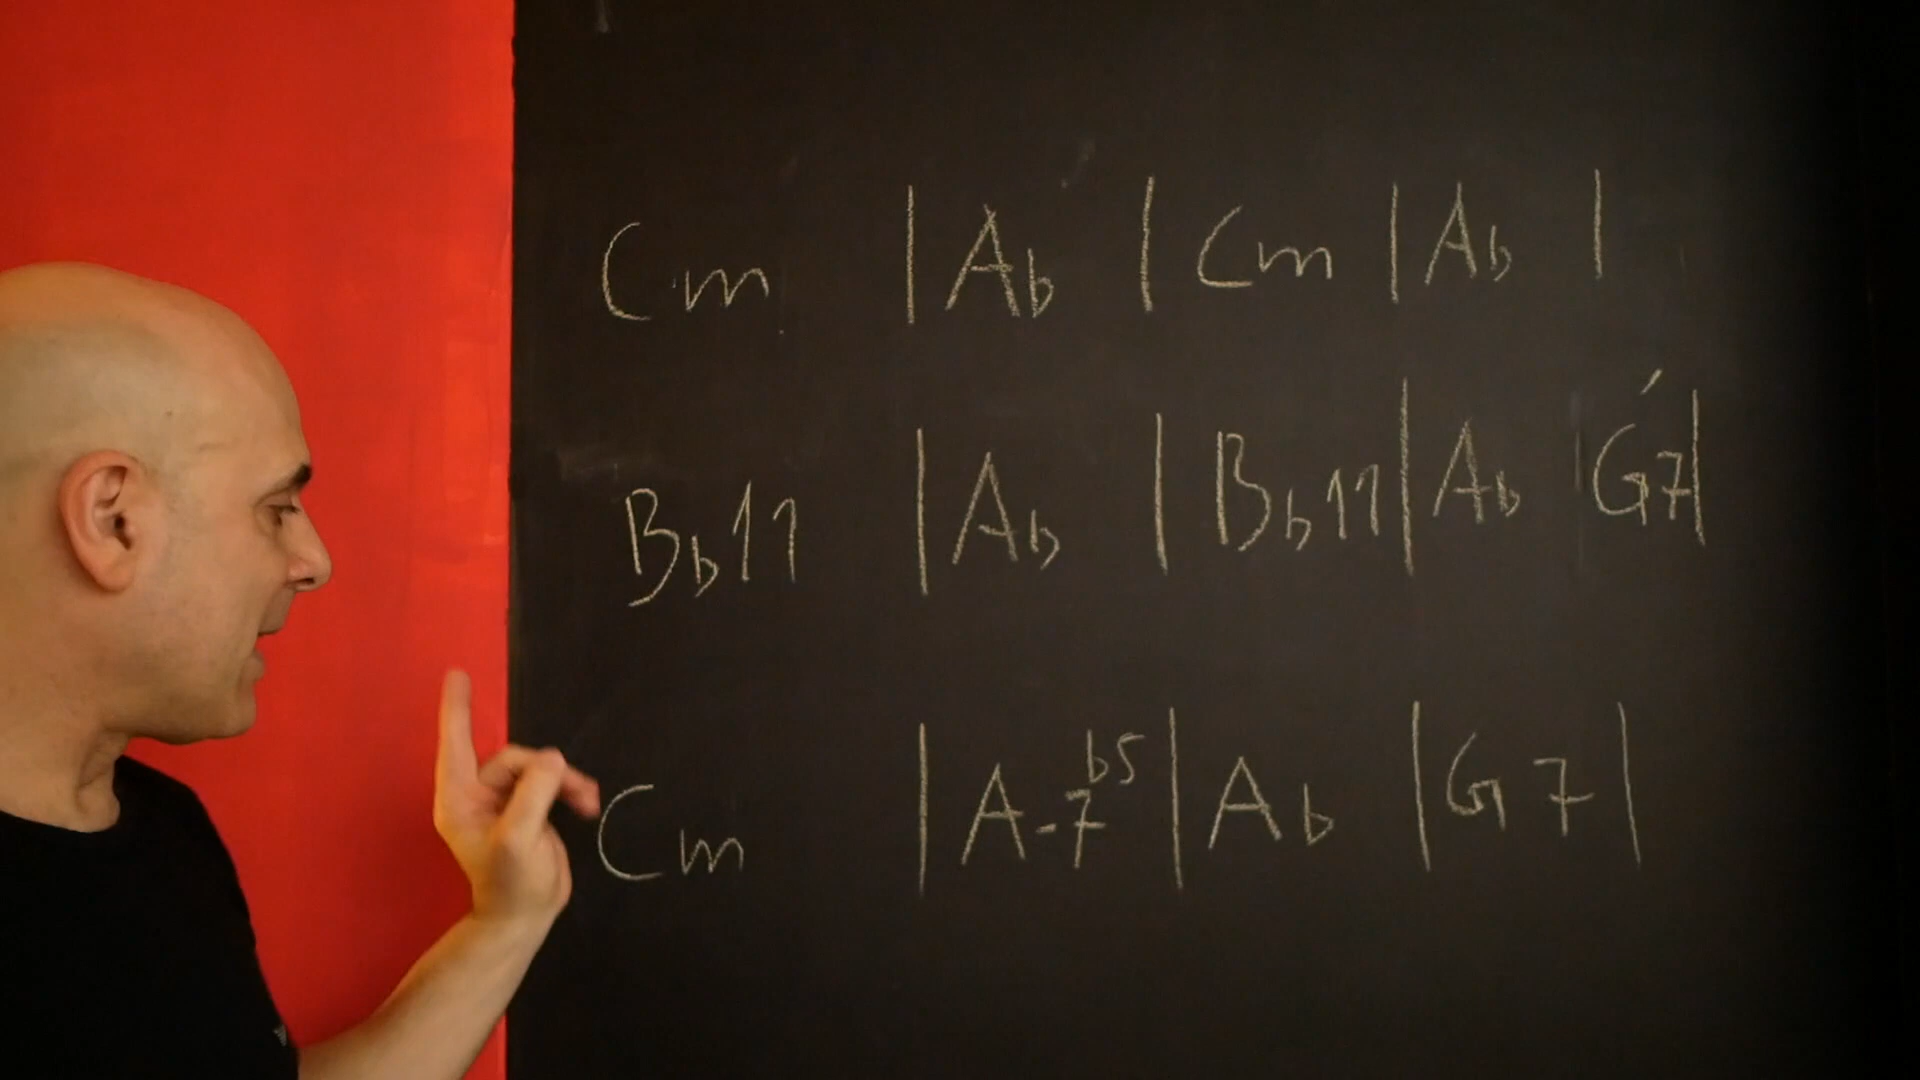 Cm | Ab | Cm | Ab |
Bb11 | Ab | Bb11 | Ab G7 |
Cm | A-7b5 | Ab | G7 |